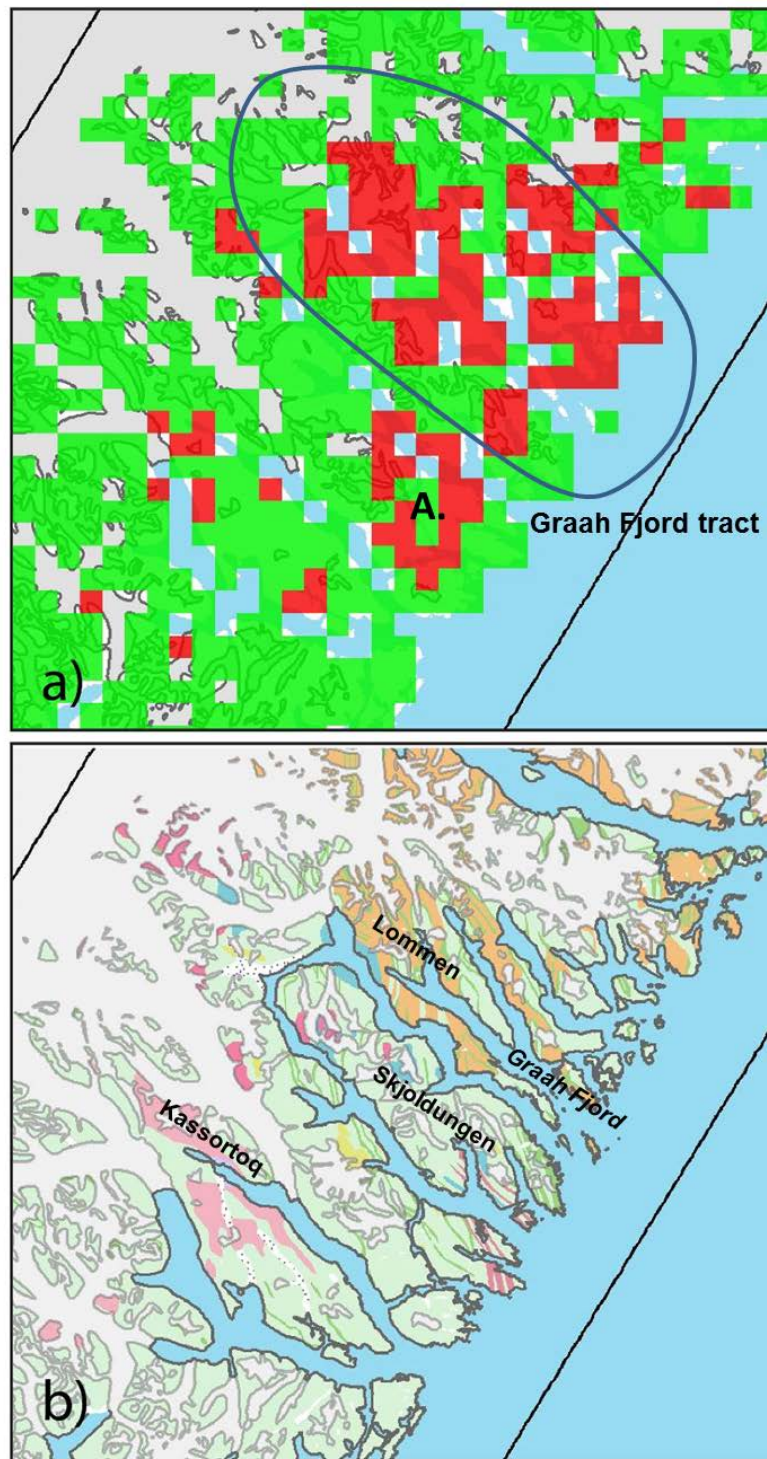 A.
Graah Fjord tract
a)
Lommen
Graah Fjord
Skjoldungen
Kassortoq
b)